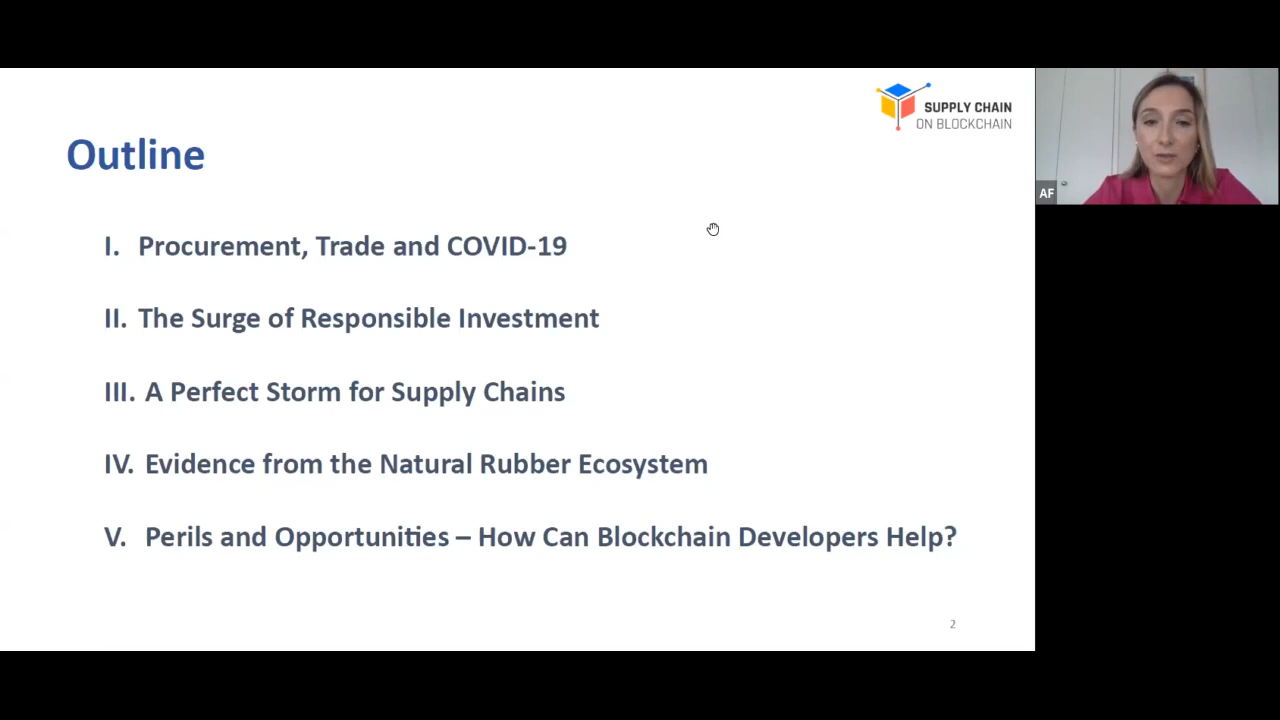 SUPPLY CHAIN
ON BLOCKCHAIN
Outline
AF
I. Procurement, Trade and COVID-19
II. The Surge of Responsible Investment
III. A Perfect Storm for Supply Chains
IV. Evidence from the Natural Rubber Ecosystem
V. Perils and Opportunities – How Can Blockchain Developers Help?
2